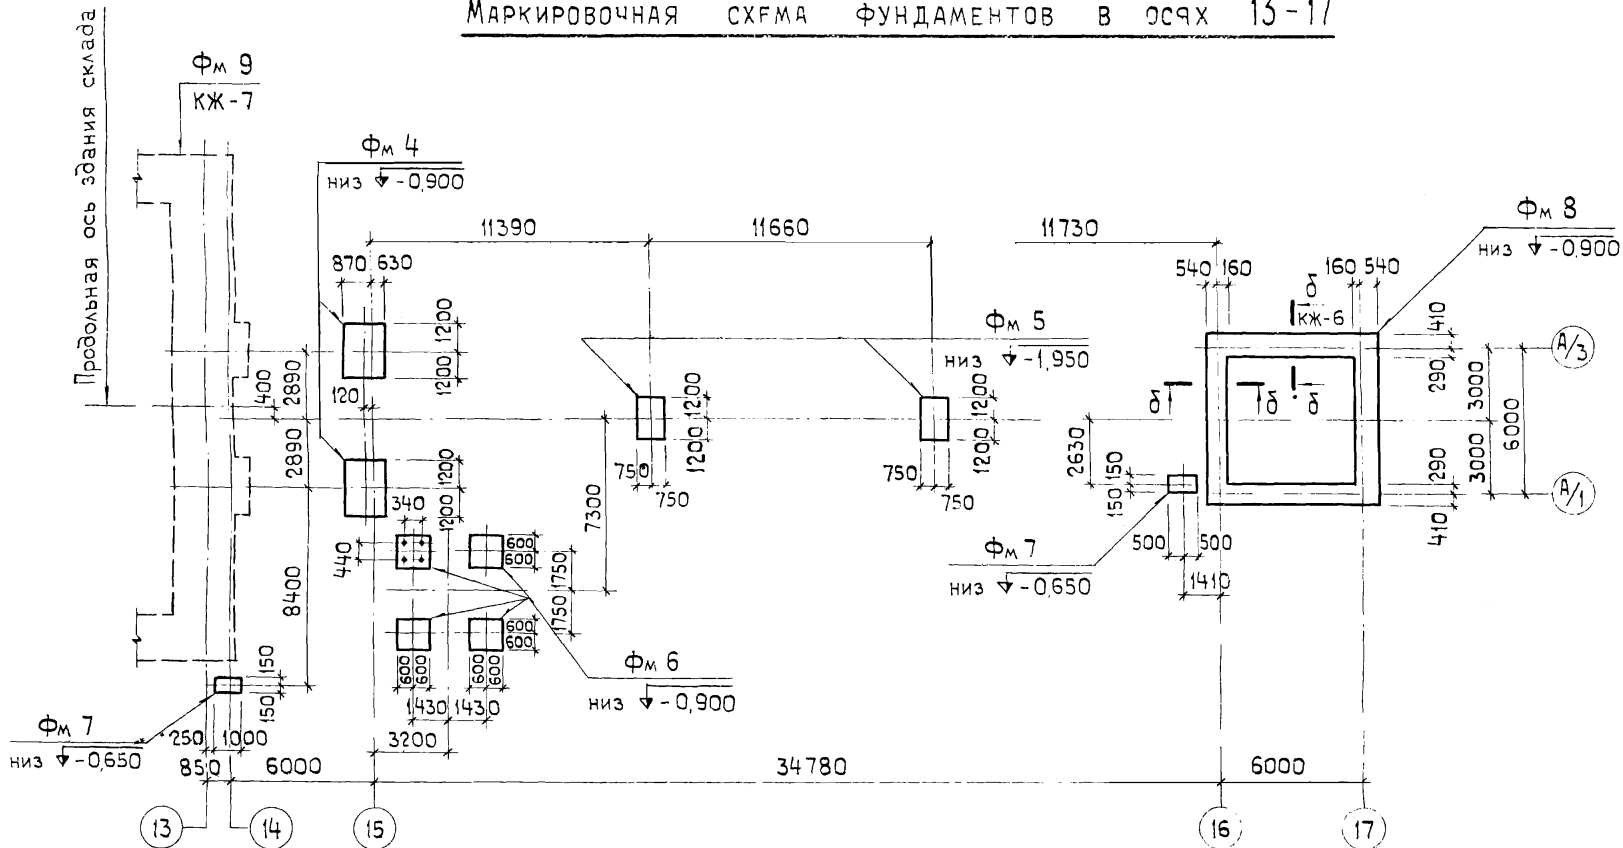 Маркировочная схема фундаментов в осях 13-17
Продольная ось здания склада
Фм 9
КЖ-7
Фм 4
низ -0,900
11390
11660
11730
Фм 8
низ -0,900
870 630
540 160
160 540
б
КЖ-6
410
1200
1200
290
А/3
Фм 5
низ -1,950
2890
400
120
3000
6000
б
б
б
1200
1200
1200
1200
2890
2630
750
750
750
750
1200
1200
150
150
290
3000
А/1
410
340
440
7300
600
600
1750
1750
500 500
Фм 7
низ -0,650
1410
8400
600
600
600 600
600 600
Фм 6
низ -0,900
150
150
1430 1430
Фм 7
низ -0,650
250 1000
3200
850 6000 34780 6000
13 14 15 16 17